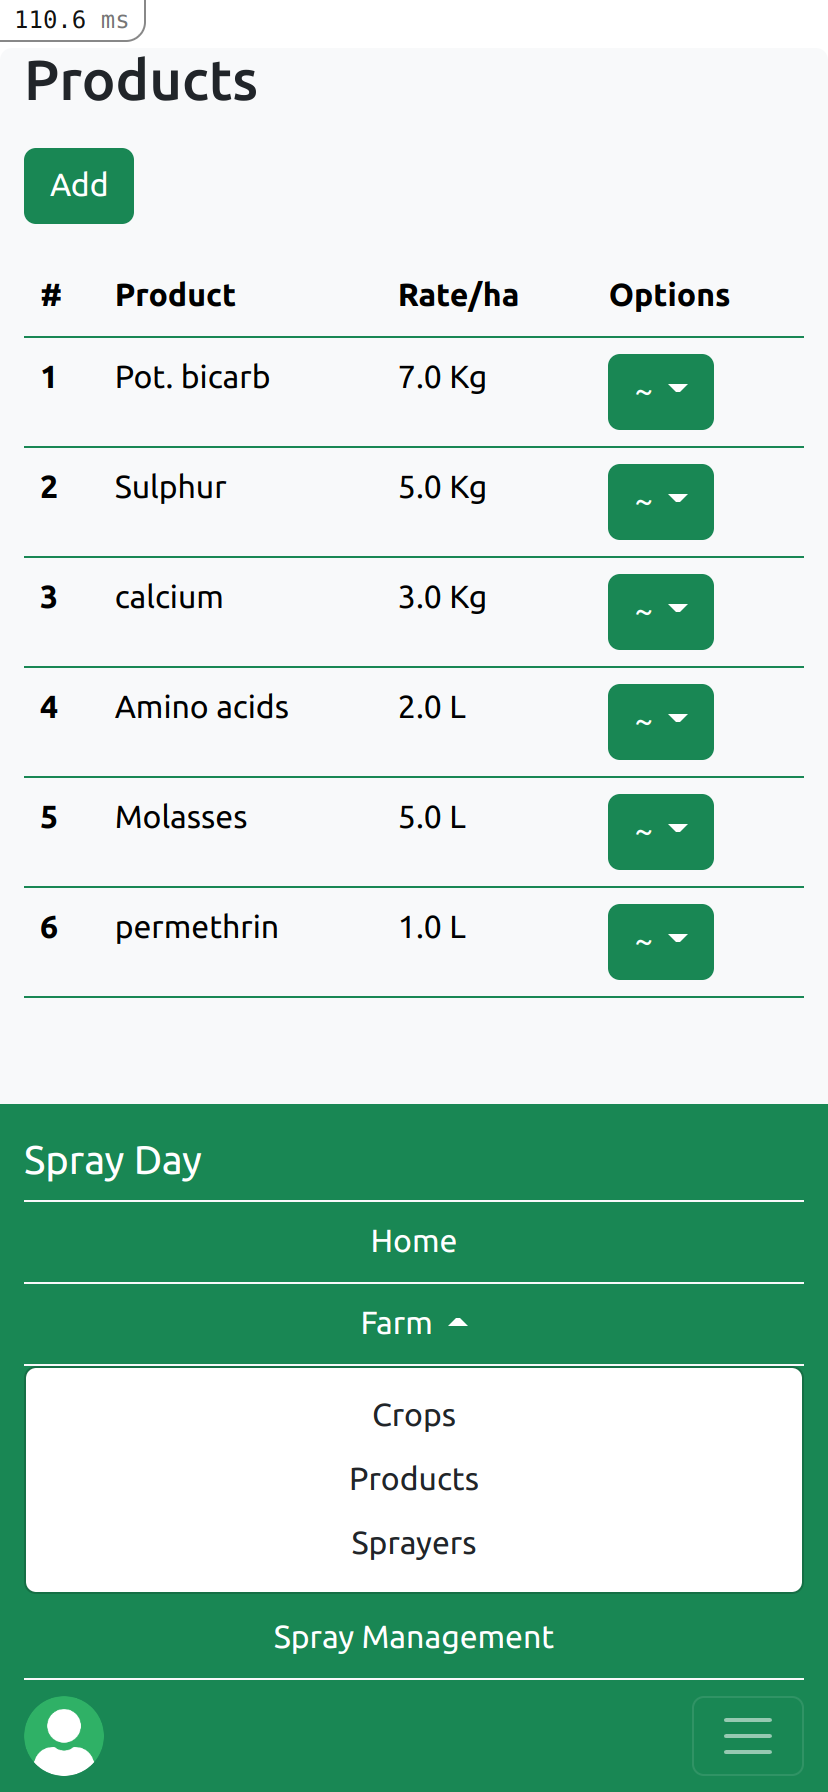 110.6 ms
Products
Add
# Product Rate/ha Options
1 Pot. bicarb 7.0 Kg ~
2 Sulphur 5.0 Kg ~
3 calcium 3.0 Kg ~
4 Amino acids 2.0 L ~
5 Molasses 5.0 L ~
6 permethrin 1.0 L ~
Spray Day
Home
Farm
Crops
Products
Sprayers
Spray Management